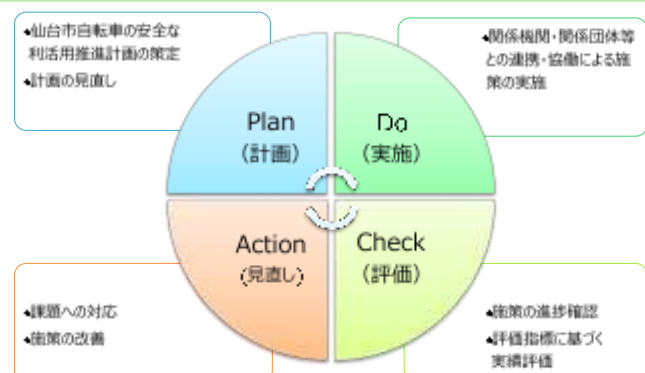 •仙台市自転車の安全な
利活用推進計画の策定
•計画の見直し
•関係機関・関係団体等
との連携・協働による施
策の実施
Plan
(計画)
Do
(実施)
Action
(見直し)
Check
(評価)
•課題への対応
•施策の改善
•施策の進捗確認
•評価指標に基づく
実績評価